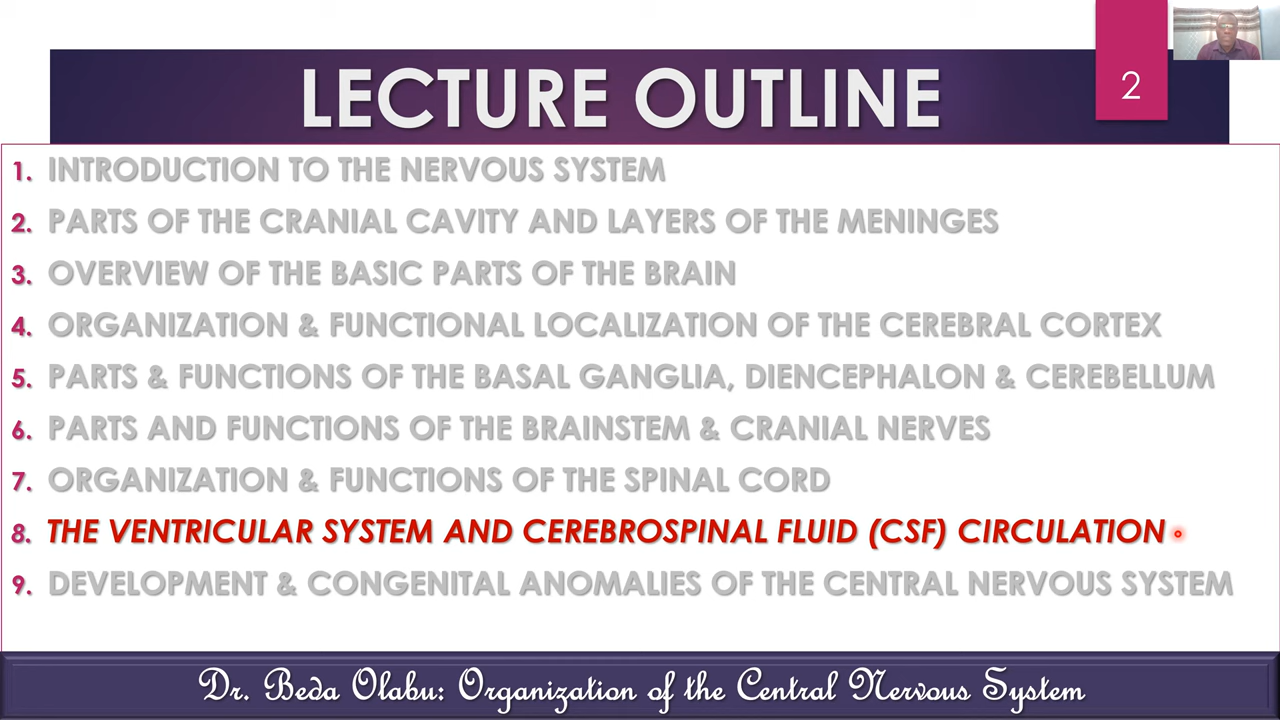 LECTURE OUTLINE
2
1. INTRODUCTION TO THE NERVOUS SYSTEM
2. PARTS OF THE CRANIAL CAVITY AND LAYERS OF THE MENINGES
3. OVERVIEW OF THE BASIC PARTS OF THE BRAIN
4. ORGANIZATION & FUNCTIONAL LOCALIZATION OF THE CEREBRAL CORTEX
5. PARTS & FUNCTIONS OF THE BASAL GANGLIA, DIENCEPHALON & CEREBELLUM
6. PARTS AND FUNCTIONS OF THE BRAINSTEM & CRANIAL NERVES
7. ORGANIZATION & FUNCTIONS OF THE SPINAL CORD
8. THE VENTRICULAR SYSTEM AND CEREBROSPINAL FLUID (CSF) CIRCULATION
9. DEVELOPMENT & CONGENITAL ANOMALIES OF THE CENTRAL NERVOUS SYSTEM
Dr. Beda Olabu: Organization of the Central Nervous System